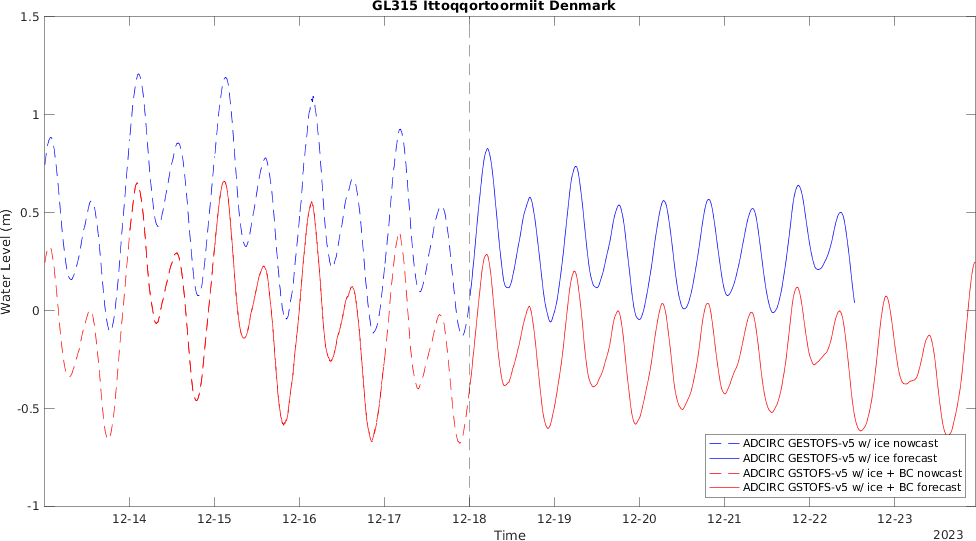 GL315 Ittoqqortoormiit Denmark
Water Level (m)
1.5
1
0.5
0
-0.5
-1
12-14 12-15 12-16 12-17 12-18 12-19 12-20 12-21 12-22 12-23
Time
2023
ADCIRC GESTOFS-v5 w/ ice nowcast
ADCIRC GESTOFS-v5 w/ ice forecast
ADCIRC GSTOFS-v5 w/ ice + BC nowcast
ADCIRC GSTOFS-v5 w/ ice + BC forecast